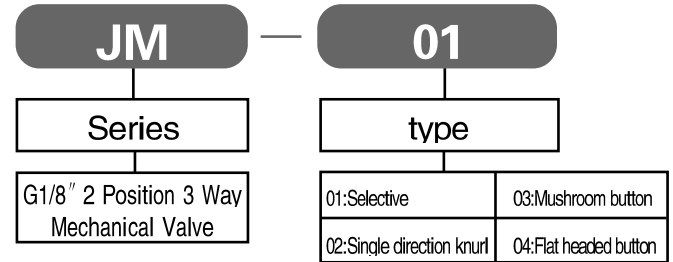 JM — 01
Series
type
G1/8″ 2 Position 3 Way
Mechanical Valve
01:Selective
03:Mushroom button
02:Single direction knurl
04:Flat headed button